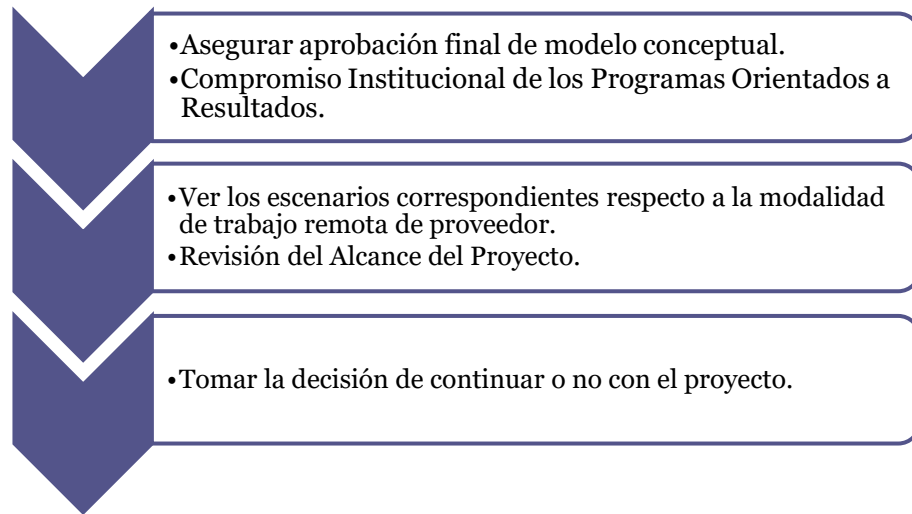 •Asegurar aprobación final de modelo conceptual.
•Compromiso Institucional de los Programas Orientados a
Resultados.
•Ver los escenarios correspondientes respecto a la modalidad
de trabajo remota de proveedor.
•Revisión del Alcance del Proyecto.
•Tomar la decisión de continuar o no con el proyecto.